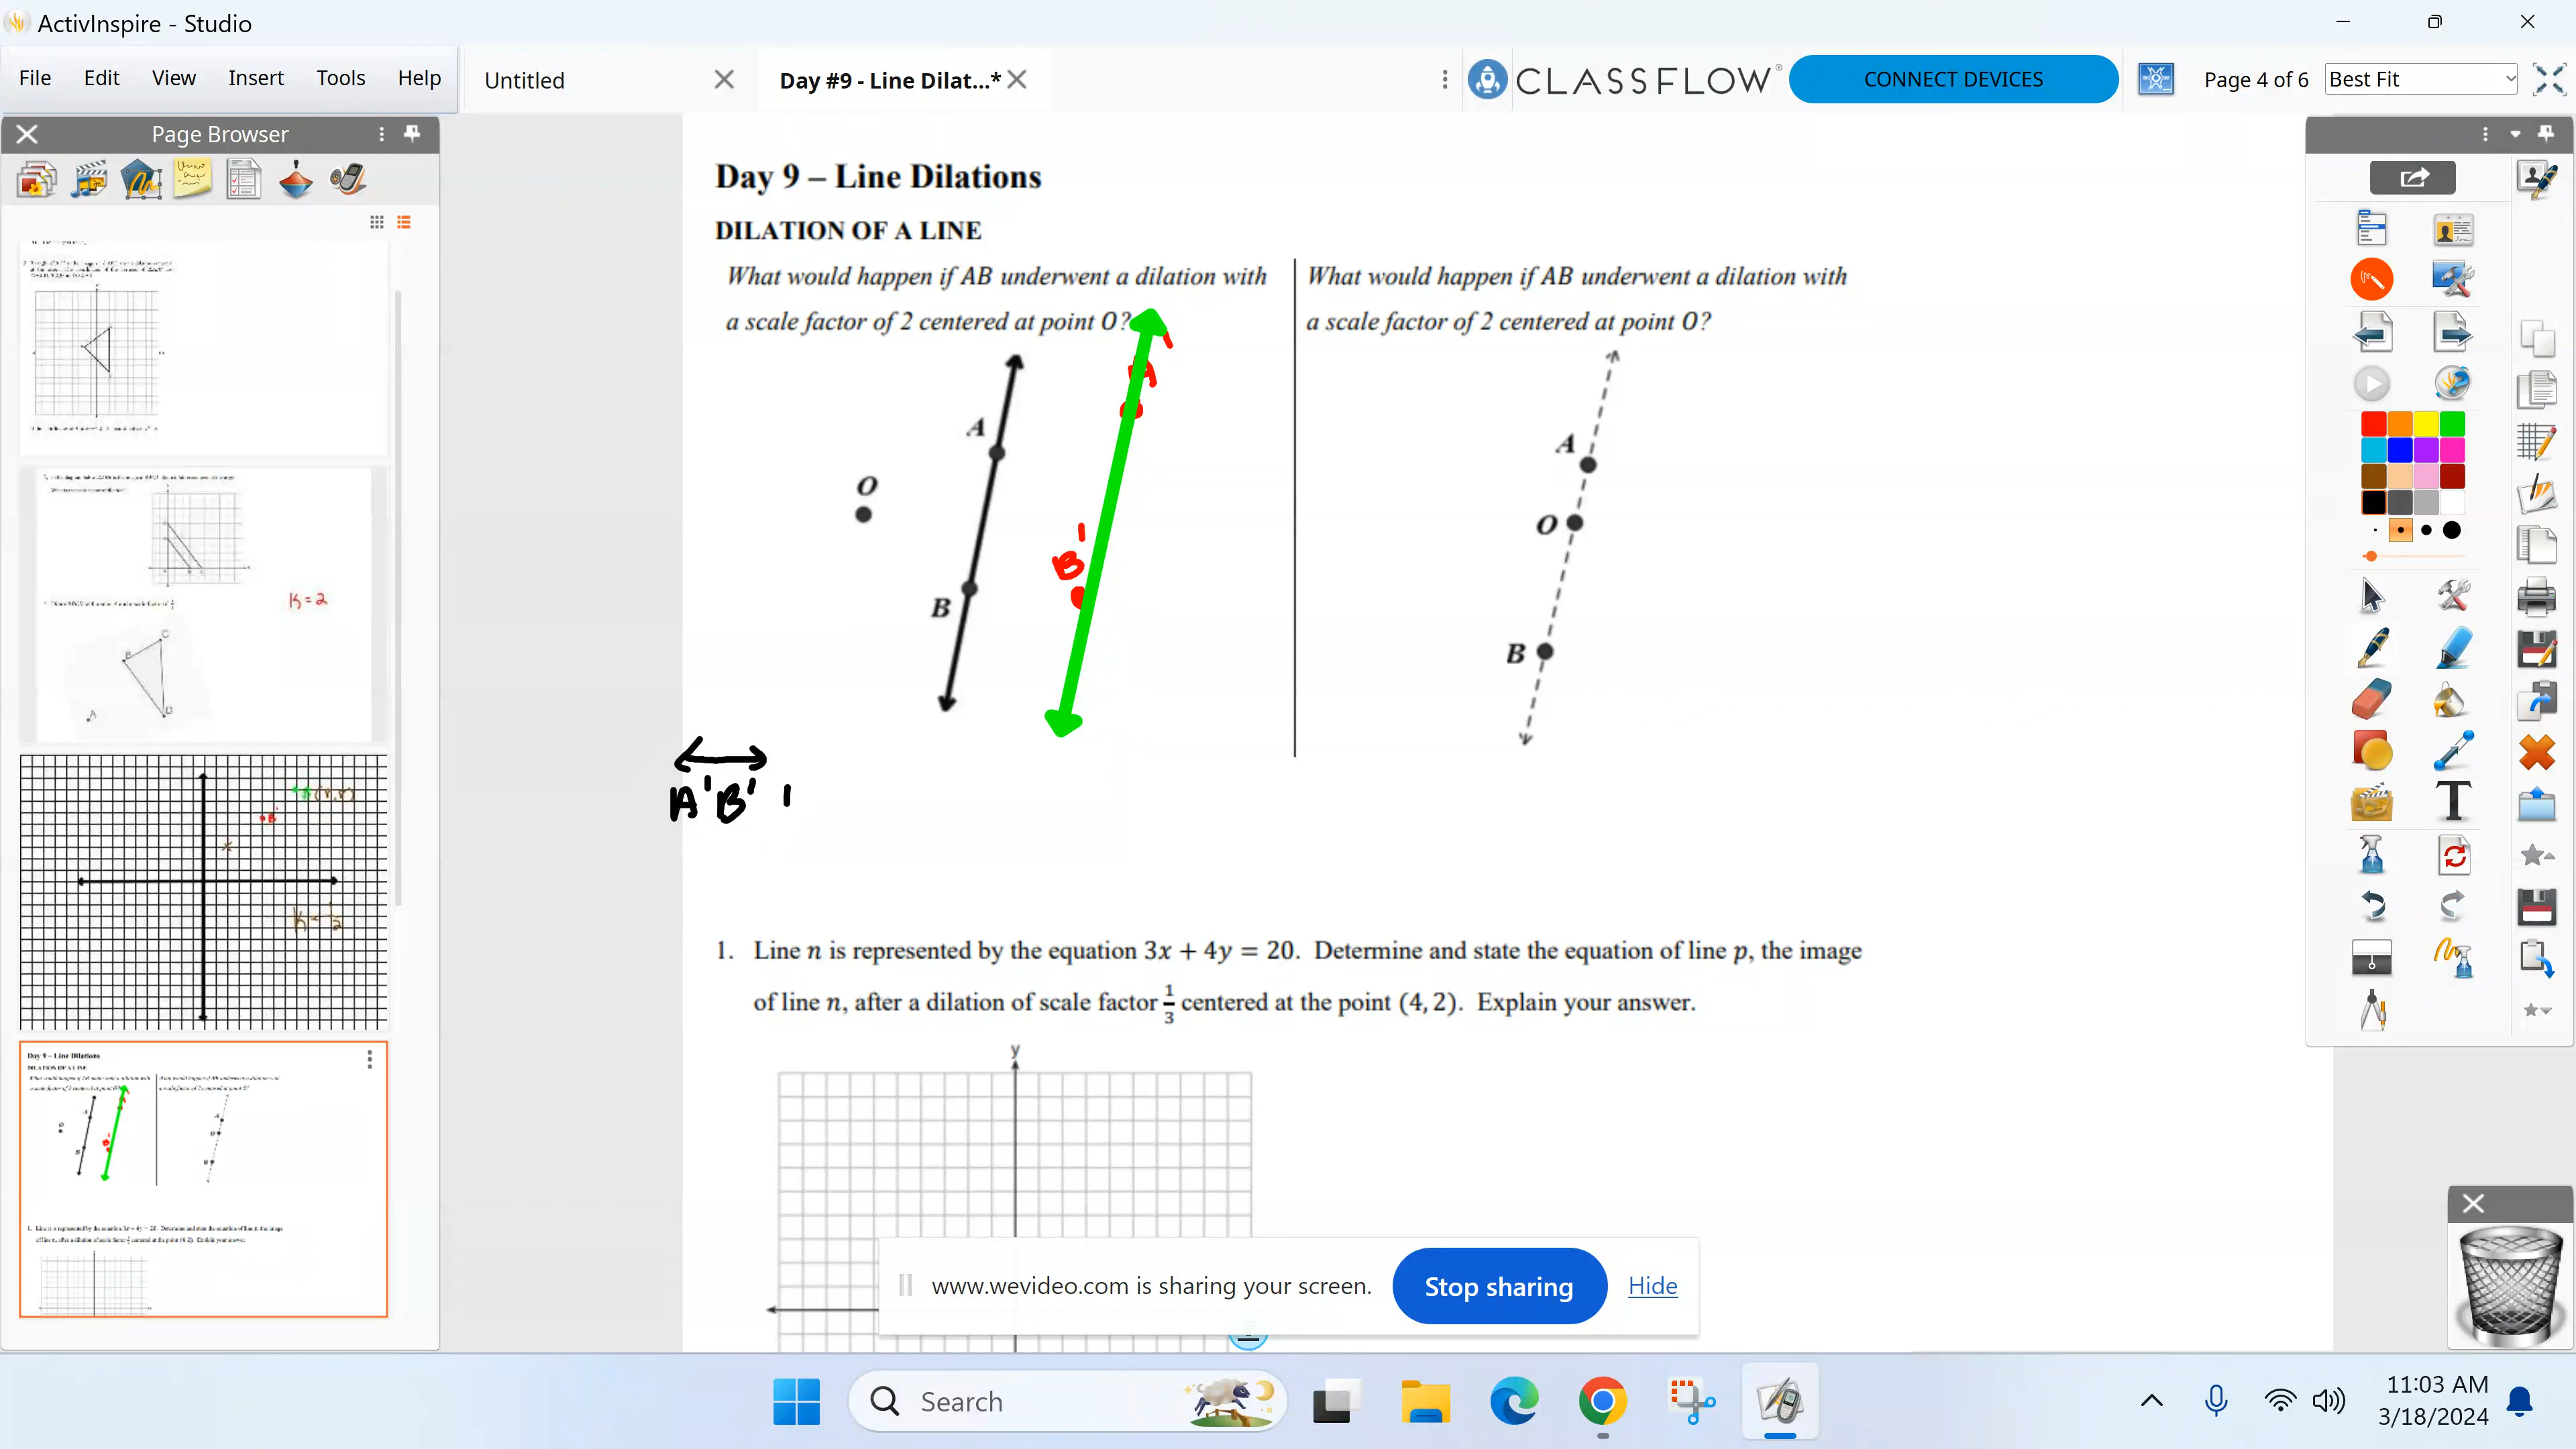 ActivInspire - Studio
File Edit View Insert Tools Help
Untitled
Day #9 - Line Dilat...*
CLASSFLOW
CONNECT DEVICES
Page 4 of 6
Best Fit
Page Browser
K=2
B
C
A
D
Day 9 – Line Dilations
DILATION OF A LINE
What would happen if AB underwent a dilation with
a scale factor of 2 centered at point O?
A
O
B
A'
B'
What would happen if AB underwent a dilation with
a scale factor of 2 centered at point O?
A
O
B
A'B' I
1. Line n is represented by the equation 3x + 4y = 20. Determine and state the equation of line p, the image
of line n, after a dilation of scale factor 1/3 centered at the point (4, 2). Explain your answer.
y
www.wevideo.com is sharing your screen.
Stop sharing
Hide
Search
11:03 AM
3/18/2024